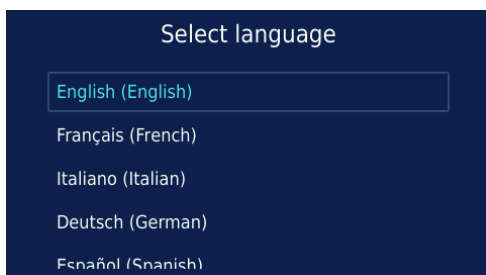 Select language
English (English)
Français (French)
Italiano (Italian)
Deutsch (German)
Español (Spanish)